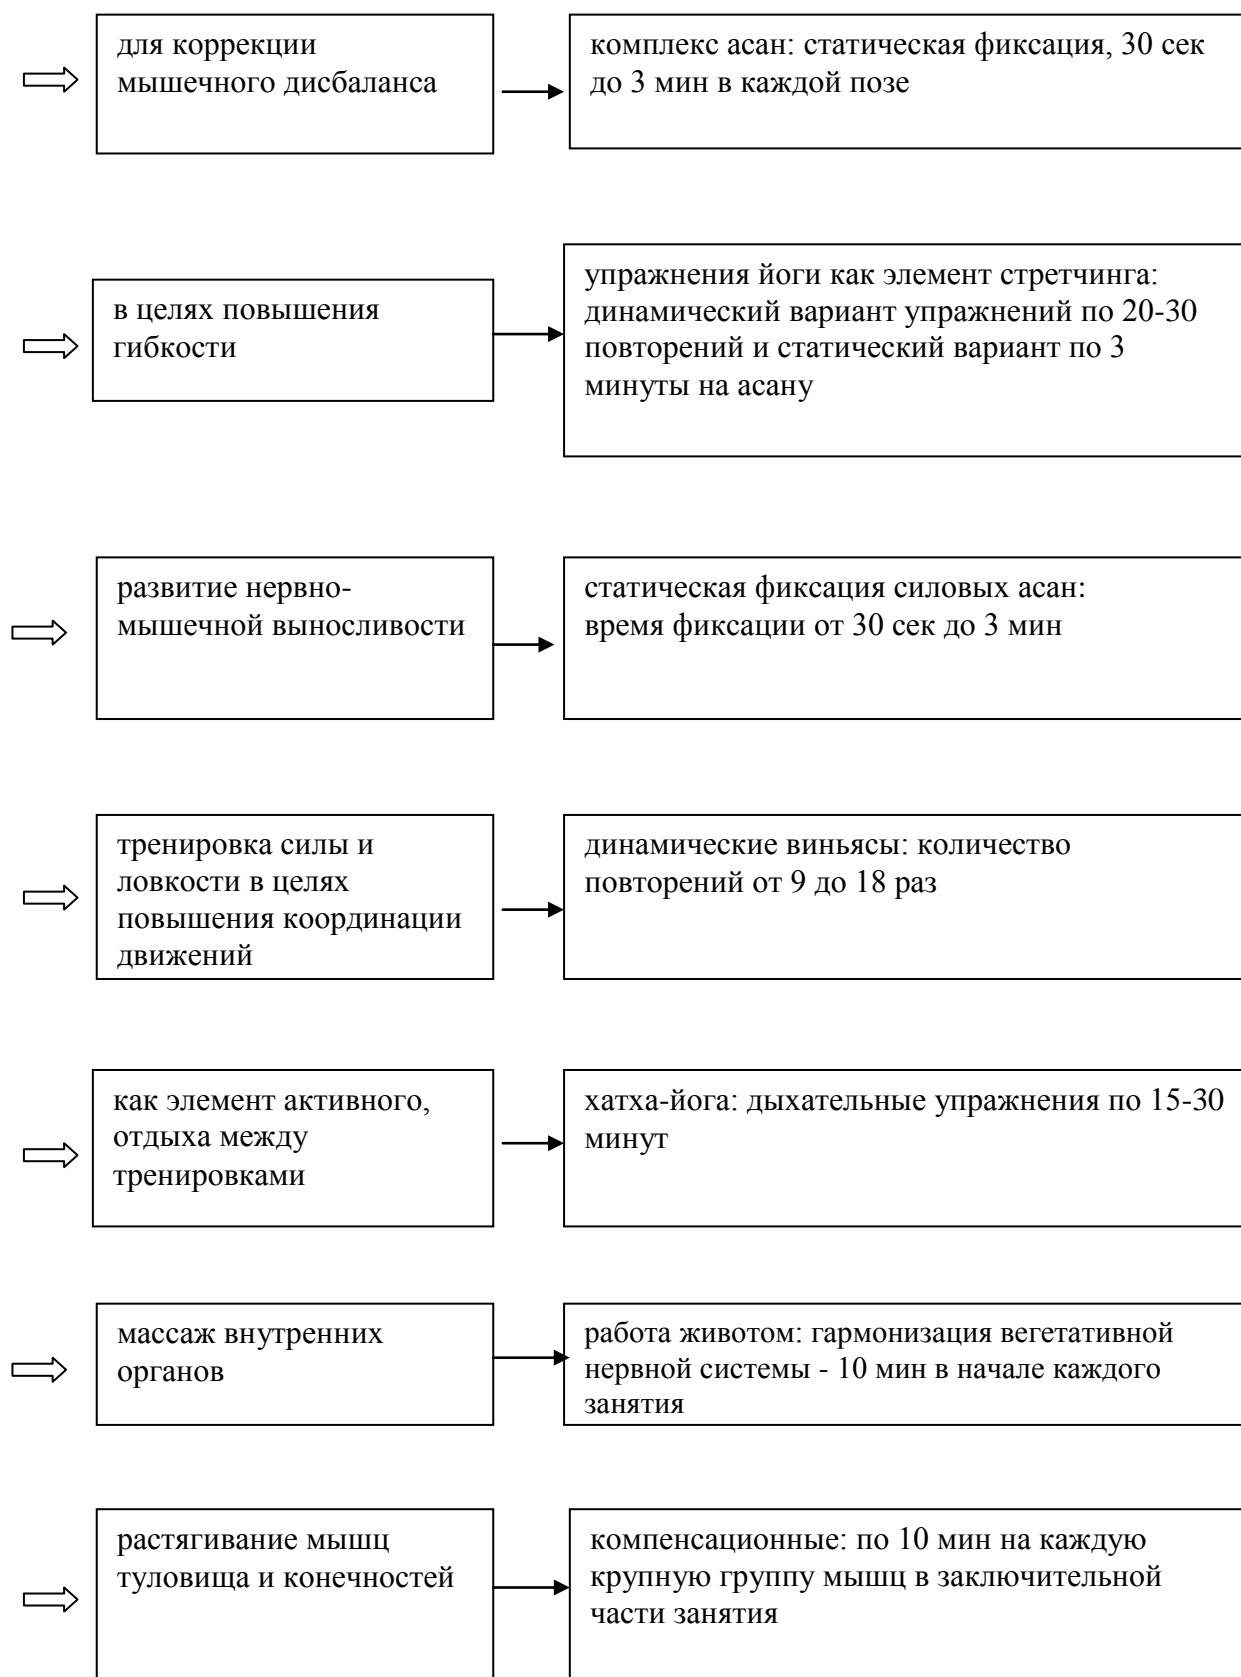 для коррекции
мышечного дисбаланса
комплекс асан: статическая фиксация, 30 сек
до 3 мин в каждой позе
в целях повышения
гибкости
упражнения йоги как элемент стретчинга:
динамический вариант упражнений по 20-30
повторений и статический вариант по 3
минуты на асану
развитие нервно-
мышечной выносливости
статическая фиксация силовых асан:
время фиксации от 30 сек до 3 мин
тренировка силы и
ловкости в целях
повышения координации
движений
динамические виньясы: количество
повторений от 9 до 18 раз
как элемент активного,
отдыха между
тренировками
хатха-йога: дыхательные упражнения по 15-30
минут
массаж внутренних
органов
работа животом: гармонизация вегетативной
нервной системы - 10 мин в начале каждого
занятия
растягивание мышц
туловища и конечностей
компенсационные: по 10 мин на каждую
крупную группу мышц в заключительной
части занятия